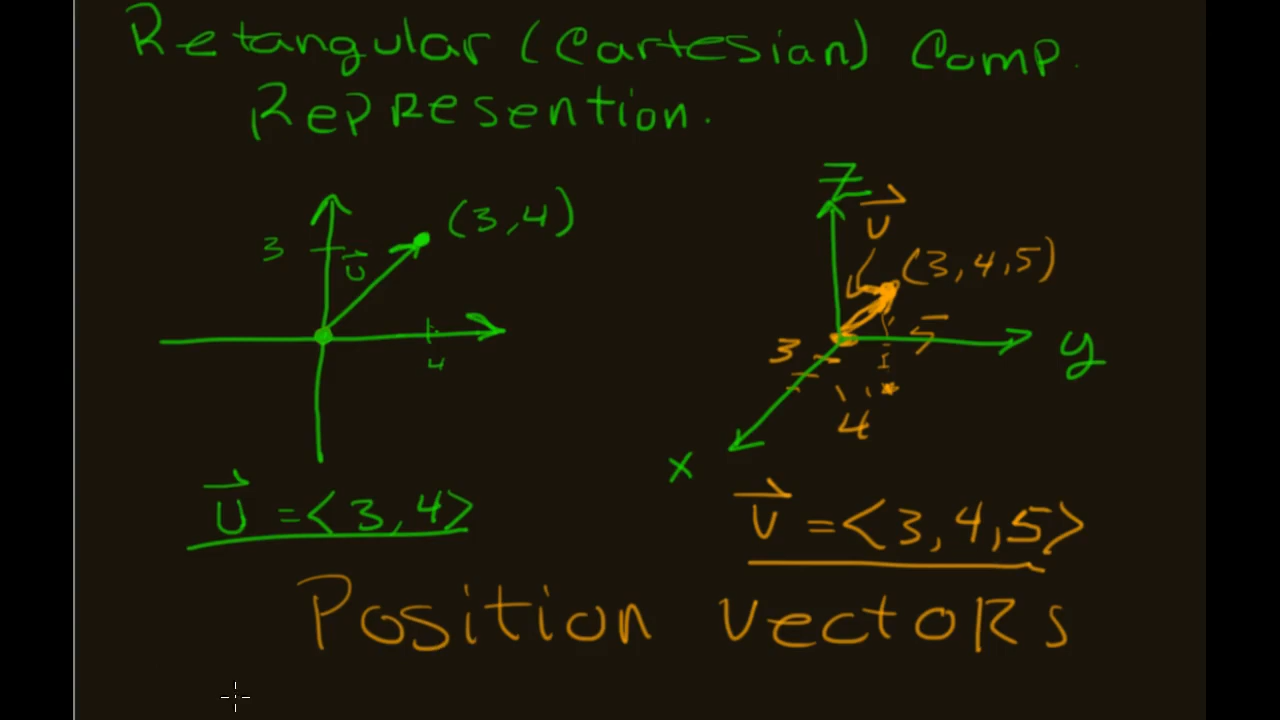 Retangular (Cartesian) Comp.
Represention.
Z
3
U
(3,4)
V
(3,4,5)
4
3
5
y
4
x
U = <3,4>
V = <3,4,5>
Position vectors